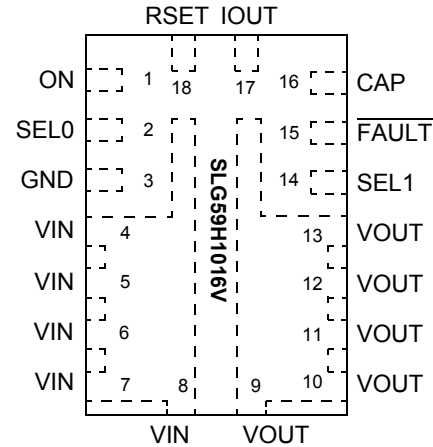 RSET IOUT
ON 1 18 17 16 CAP
SEL0 2 15 FAULT
GND 3 14 SEL1
SLG59H1016V
VIN 4 13 VOUT
VIN 5 12 VOUT
VIN 6 11 VOUT
VIN 7 8 9 10 VOUT
VIN VOUT